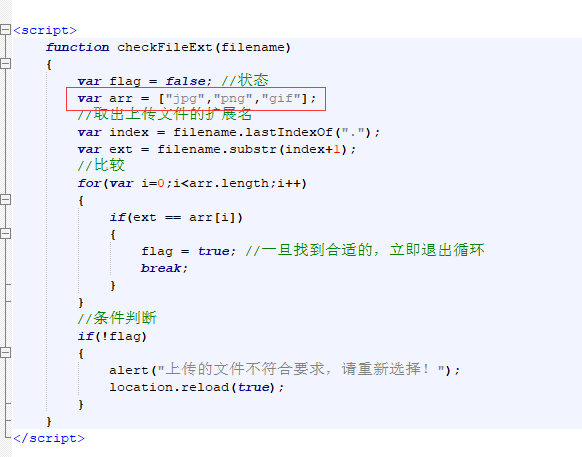 <script>
function checkFileExt(filename)
{
var flag = false; //状态
var arr = ["jpg","png","gif"];
//取出上传文件的扩展名
var index = filename.lastIndexOf(".");
var ext = filename.substr(index+1);
//比较
for(var i=0;i<arr.length;i++)
{
if(ext == arr[i])
{
flag = true; //一旦找到合适的，立即退出循环
break;
}
}
//条件判断
if(!flag)
{
alert("上传的文件不符合要求，请重新选择！");
location.reload(true);
}
}
</script>